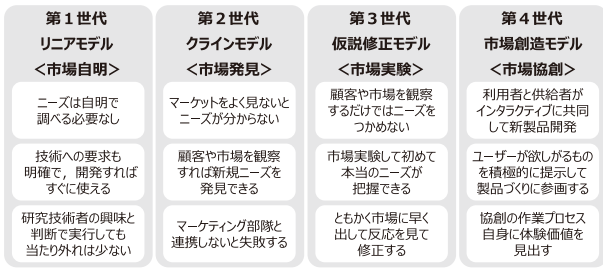 第1世代
リニアモデル
＜市場自明＞
ニーズは自明で
調べる必要なし
技術への要求も
明確で，開発すれば
すぐに使える
研究技術者の興味と
判断で実行しても
当たり外れは少ない
第2世代
クラインモデル
＜市場発見＞
マーケットをよく見ないと
ニーズが分からない
顧客や市場を観察
すれば新規ニーズを
発見できる
マーケティング部隊と
連携しないと失敗する
第3世代
仮説修正モデル
＜市場実験＞
顧客や市場を観察
するだけではニーズを
つかめない
市場実験して初めて
本当のニーズが
把握できる
ともかく市場に早く
出して反応を見て
修正する
第4世代
市場創造モデル
＜市場協創＞
利用者と供給者が
インタラクティブに共同
して新製品開発
ユーザーが欲しがるもの
を積極的に提示して
製品づくりに参画する
協創の作業プロセス
自身に体験価値を
見出す